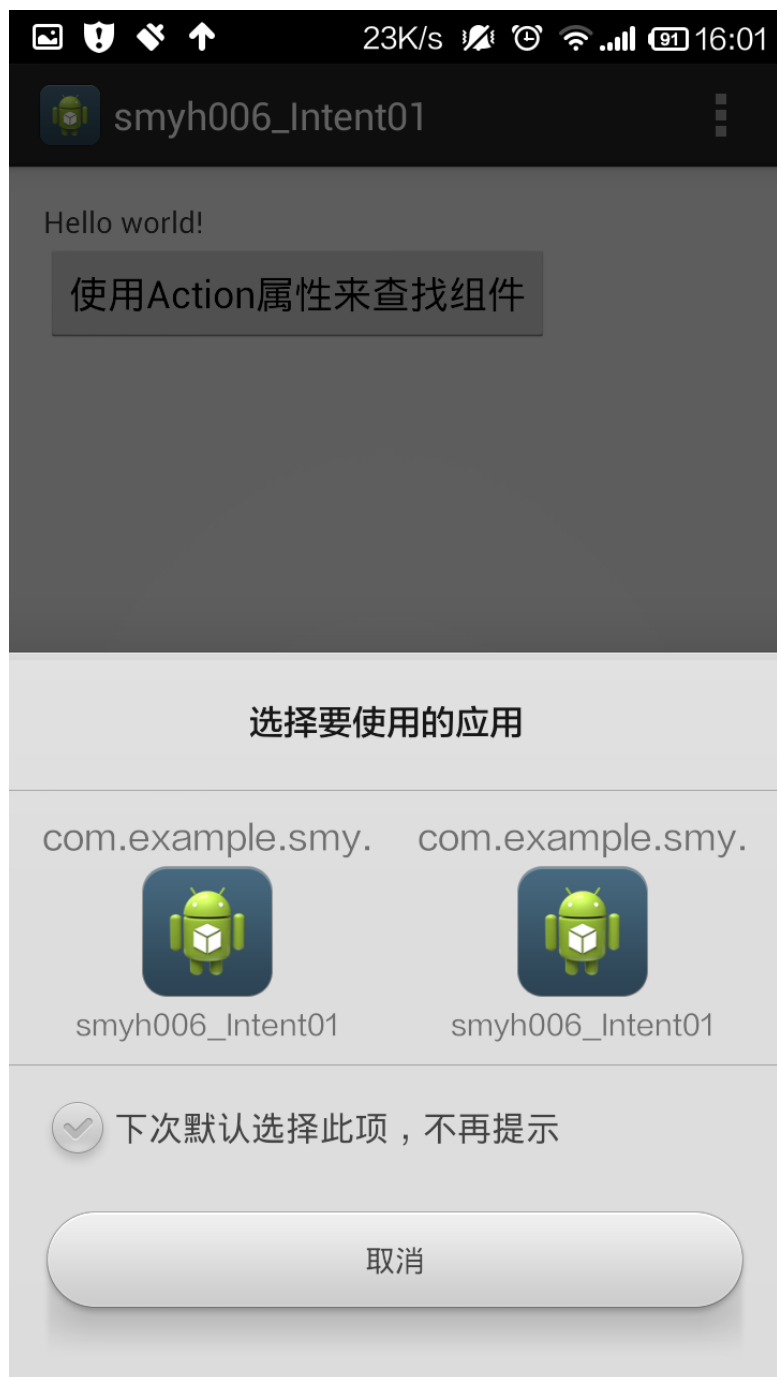 23K/s 91 16:01
smyh006_Intent01
Hello world!
使用Action属性来查找组件
选择要使用的应用
com.example.smy. com.example.smy.
smyh006_Intent01 smyh006_Intent01
下次默认选择此项，不再提示
取消